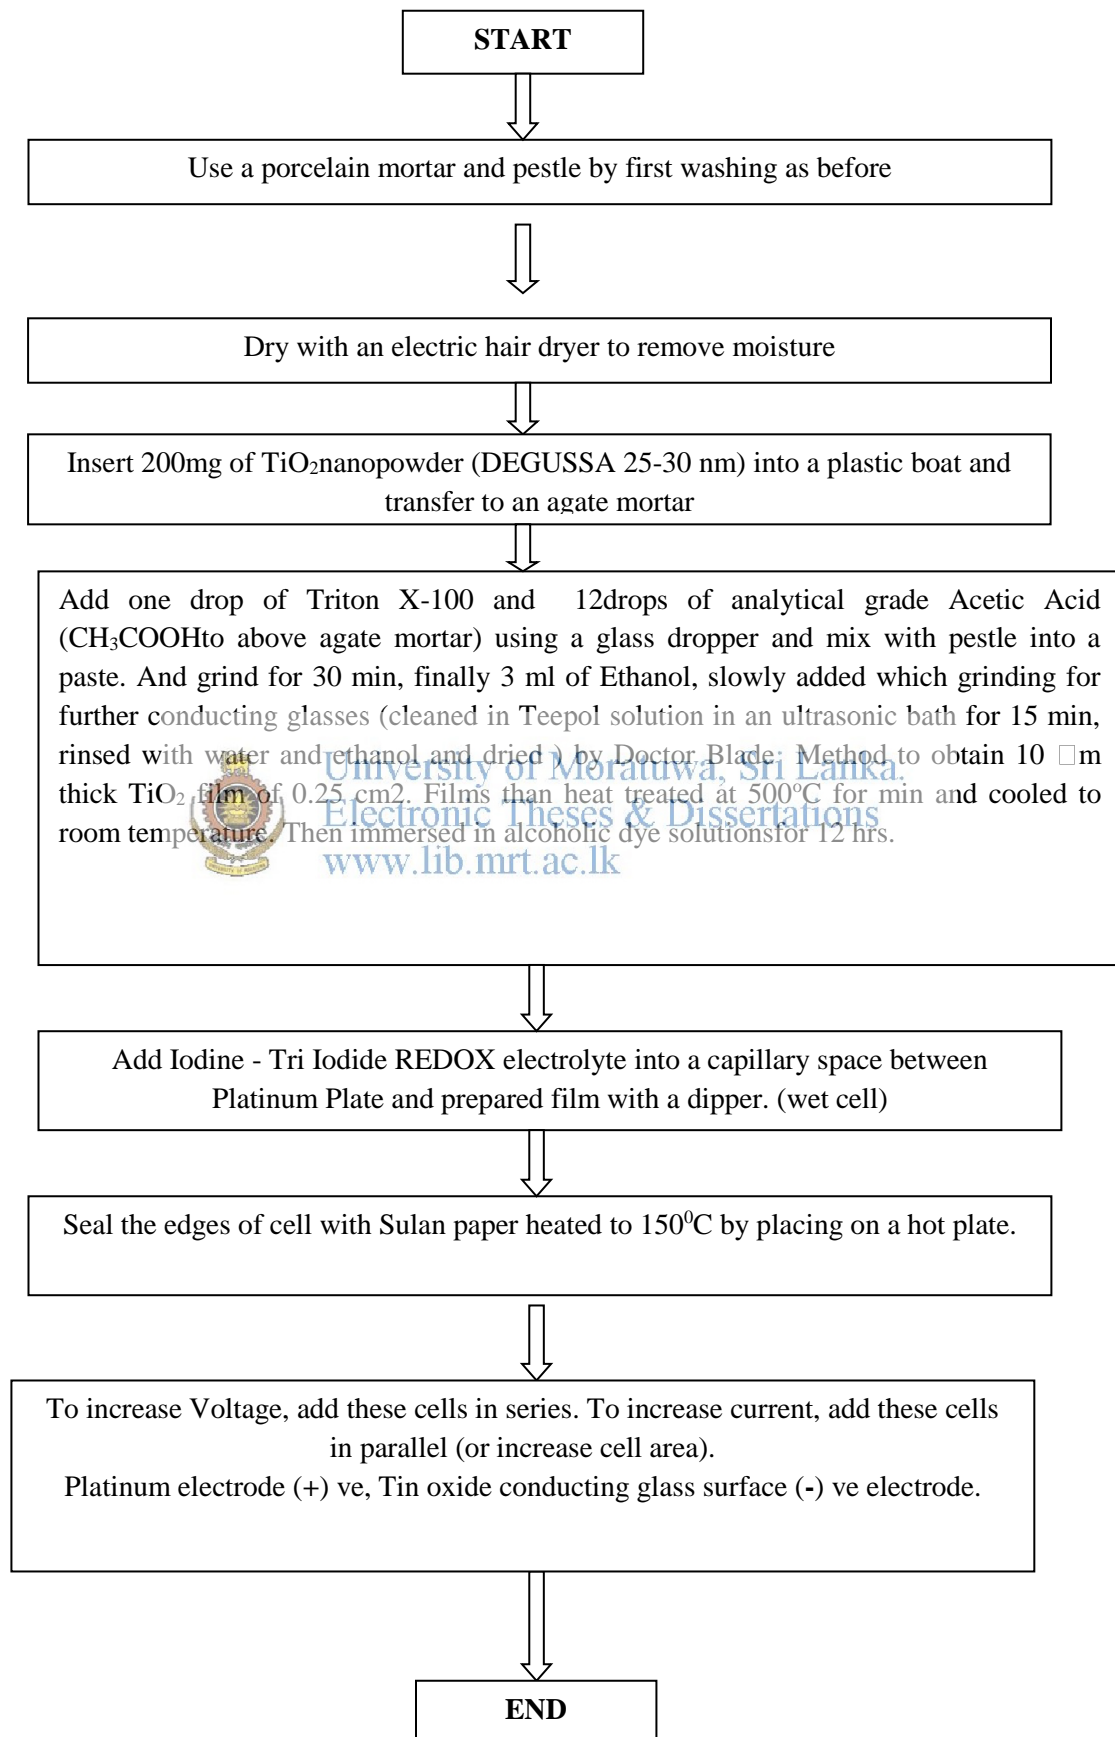 START
Use a porcelain mortar and pestle by first washing as before
Dry with an electric hair dryer to remove moisture
Insert 200mg of TiO₂nanopowder (DEGUSSA 25-30 nm) into a plastic boat and
transfer to an agate mortar
Add one drop of Triton X-100 and 12drops of analytical grade Acetic Acid
(CH₃COOHto above agate mortar) using a glass dropper and mix with pestle into a
paste. And grind for 30 min, finally 3 ml of Ethanol, slowly added which grinding for
further conducting glasses (cleaned in Teepol solution in an ultrasonic bath for 15 min,
rinsed with water and ethanol and dried ) by Doctor Blade Method to obtain 10 □m
thick TiO₂ film of 0.25 cm2. Films than heat treated at 500°C for min and cooled to
room temperature. Then immersed in alcoholic dye solutionsfor 12 hrs.
University of Moratuwa, Sri Lanka.
Electronic Theses & Dissertations
www.lib.mrt.ac.lk
Add Iodine - Tri Iodide REDOX electrolyte into a capillary space between
Platinum Plate and prepared film with a dipper. (wet cell)
Seal the edges of cell with Sulan paper heated to 150⁰C by placing on a hot plate.
To increase Voltage, add these cells in series. To increase current, add these cells
in parallel (or increase cell area).
Platinum electrode (+) ve, Tin oxide conducting glass surface (-) ve electrode.
END